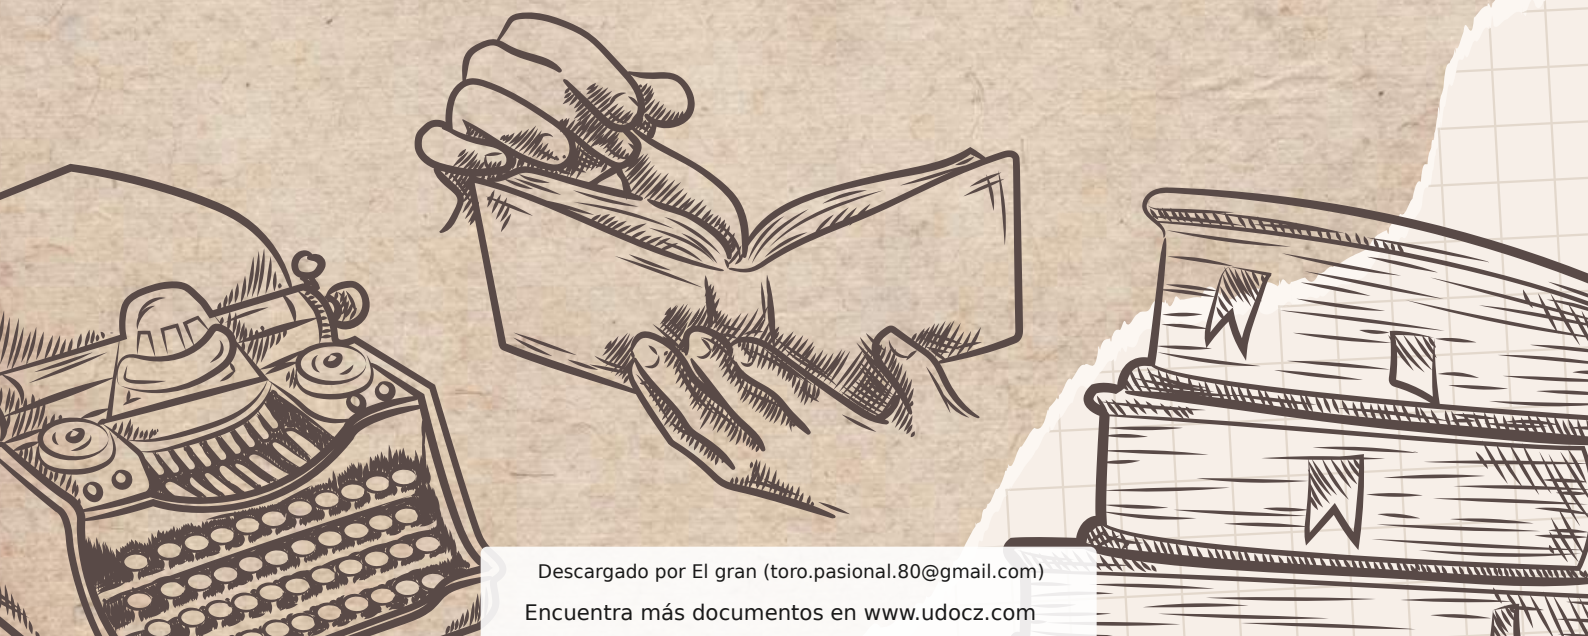 Descargado por El gran (toro.pasional.80@gmail.com)
Encuentra más documentos en www.udocz.com